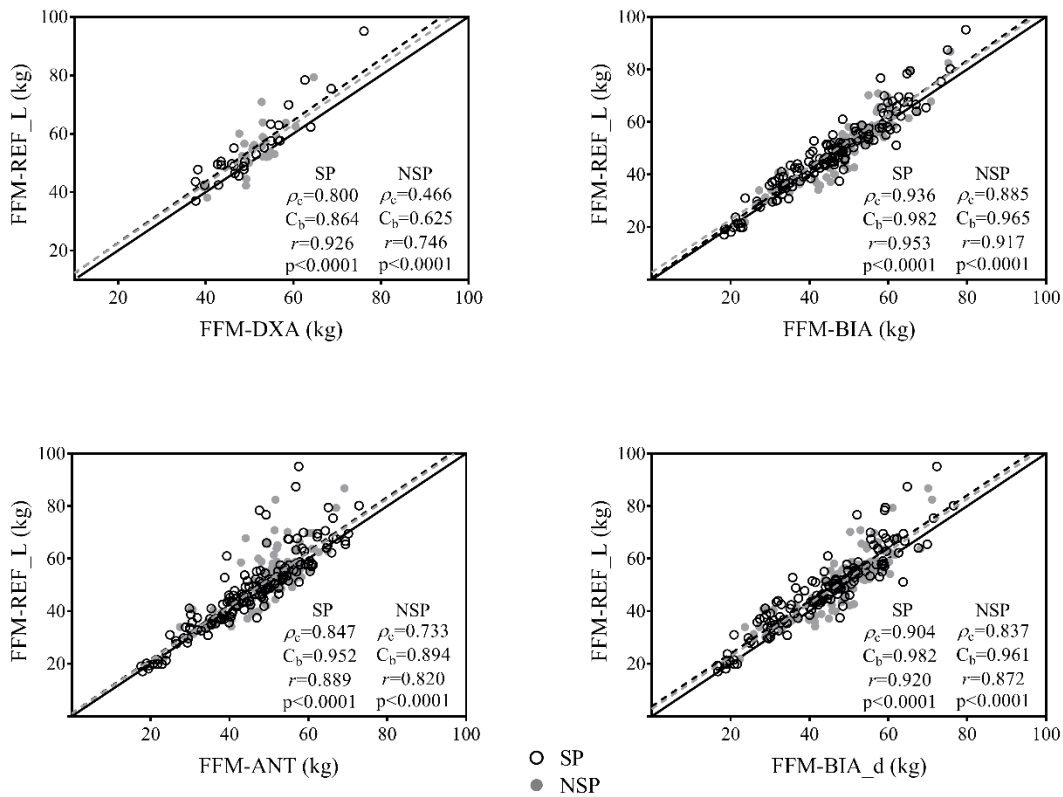 100
80
60
40
20
FFM-REF_L (kg)
SP NSP
ρc=0.800 ρc=0.466
Cb=0.864 Cb=0.625
r=0.926 r=0.746
p<0.0001 p<0.0001
20 40 60 80 100
FFM-DXA (kg)
100
80
60
40
20
FFM-REF_L (kg)
SP NSP
ρc=0.936 ρc=0.885
Cb=0.982 Cb=0.965
r=0.953 r=0.917
p<0.0001 p<0.0001
20 40 60 80 100
FFM-BIA (kg)
100
80
60
40
20
FFM-REF_L (kg)
SP NSP
ρc=0.847 ρc=0.733
Cb=0.952 Cb=0.894
r=0.889 r=0.820
p<0.0001 p<0.0001
20 40 60 80 100
FFM-ANT (kg)
100
80
60
40
20
FFM-REF_L (kg)
SP NSP
ρc=0.904 ρc=0.837
Cb=0.982 Cb=0.961
r=0.920 r=0.872
p<0.0001 p<0.0001
20 40 60 80 100
FFM-BIA_d (kg)
SP
NSP